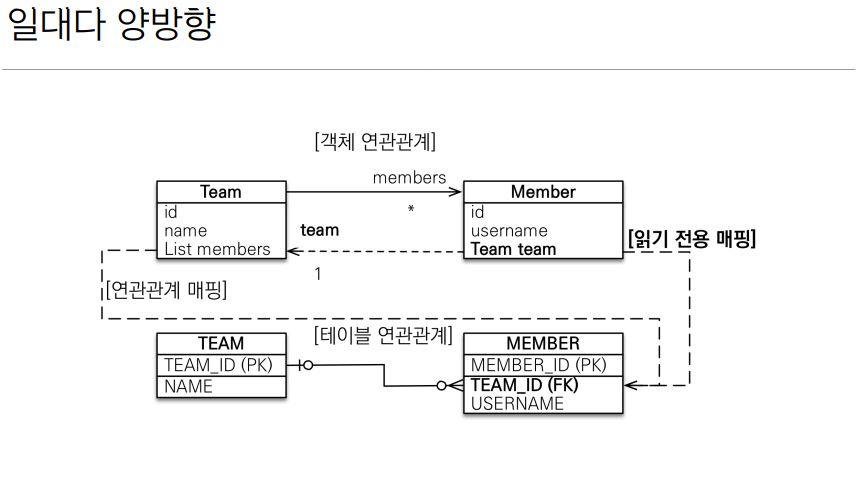 일대다 양방향
[객체 연관관계]
members
Team
id
name
List members
*
team
1
Member
id
username
Team team
[읽기 전용 매핑]
[연관관계 매핑]
[테이블 연관관계]
TEAM
TEAM_ID (PK)
NAME
MEMBER
MEMBER_ID (PK)
TEAM_ID (FK)
USERNAME